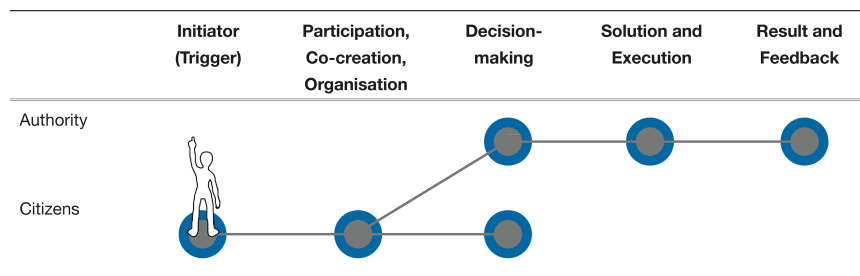 Initiator
(Trigger)
Participation,
Co-creation,
Organisation
Decision-
making
Solution and
Execution
Result and
Feedback
Authority
Citizens